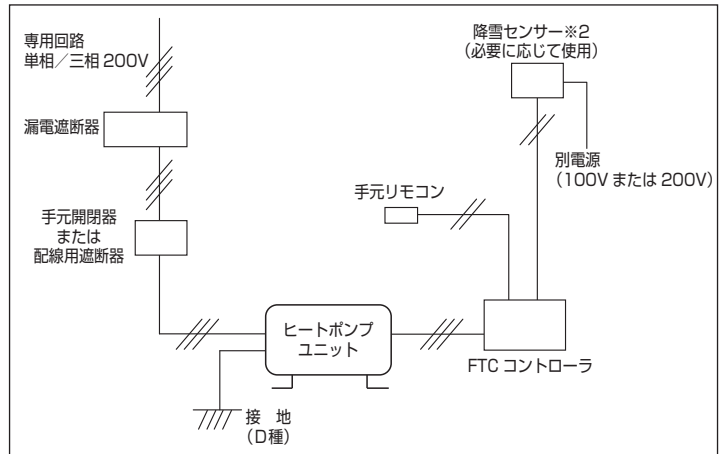 専用回路
単相／三相 200V
漏電遮断器
手元開閉器
または
配線用遮断器
降雪センサー※2
（必要に応じて使用）
別電源
（100V または 200V）
手元リモコン
ヒートポンプ
ユニット
FTC コントローラ
接　地
（D種）